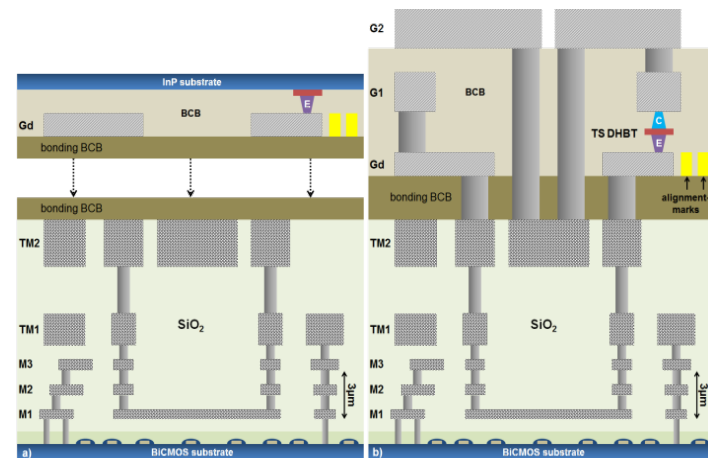 InP substrate
E
BCB
Gd
bonding BCB
bonding BCB
TM2
TM1
SiO₂
M3
M2
M1
3μm
a)
BiCMOS substrate
G2
G1
BCB
C
TS DHBT
E
Gd
bonding BCB
alignment-
marks
TM2
TM1
SiO₂
M3
M2
M1
3μm
b)
BiCMOS substrate